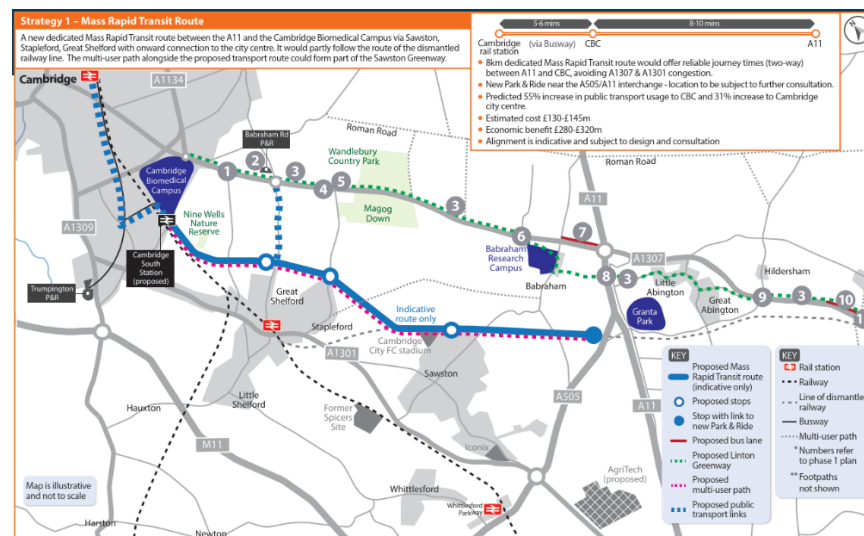 Strategy 1 – Mass Rapid Transit Route
A new dedicated Mass Rapid Transit route between the A11 and the Cambridge Biomedical Campus via Sawston,
Stapleford, Great Shelford with onward connection to the city centre. It would partly follow the route of the dismantled
railway line. The multi-user path alongside the proposed transport route could form part of the Sawston Greenway.
5-6 mins
8-10 mins
Cambridge
rail station
(via Busway)
CBC
A11
• 8km dedicated Mass Rapid Transit route would offer reliable journey times (two-way)
between A11 and CBC, avoiding A1307 & A1301 congestion.
• New Park & Ride near the A505/A11 interchange - location to be subject to further consultation.
• Predicted 55% increase in public transport usage to CBC and 31% increase to Cambridge
city centre.
• Estimated cost £130-£145m
• Economic benefit £280-£320m
• Alignment is indicative and subject to design and consultation
Cambridge
A1134
Roman Road
Roman Road
Babraham Rd
P&R
Wandlebury
Country Park
1
2
3
4
5
Magog
Down
3
6
7
A11
Cambridge
Biomedical
Campus
Nine Wells
Nature
Reserve
A1309
Cambridge
South
Station
(proposed)
Trumpington
P&R
Babraham
Research
Campus
Babraham
A1307
8
3
Little
Abington
Great
Abington
Hildersham
9
3
10
1
Granta
Park
Great
Shelford
Stapleford
Indicative
route only
Cambridge
City FC stadium
Sawston
A1301
Little
Shelford
Hauxton
M11
Former
Spicers
Site
Iconix
A505
A11
AgriTech
(proposed)
Whittlesford
Whittlesford
Parkway
Harston
Newton
Map is illustrative
and not to scale
KEY
Proposed Mass
Rapid Transit route
(indicative only)
Proposed stops
Stop with link to
new Park & Ride
Proposed bus lane
Proposed Linton
Greenway
Proposed
multi-user path
Proposed public
transport links
KEY
Rail station
Railway
Line of dismantle
railway
Busway
Multi-user path
* Numbers refer
to phase 1 plan
** Footpaths
not shown